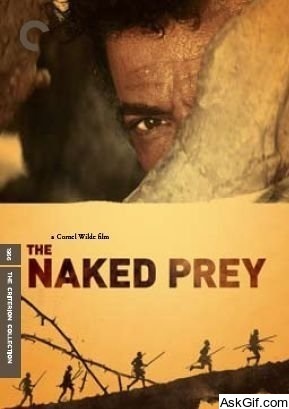 a Cornel Wilde film
THE
NAKED PREY
1966
THE CRITERION COLLECTION
AskGif.com